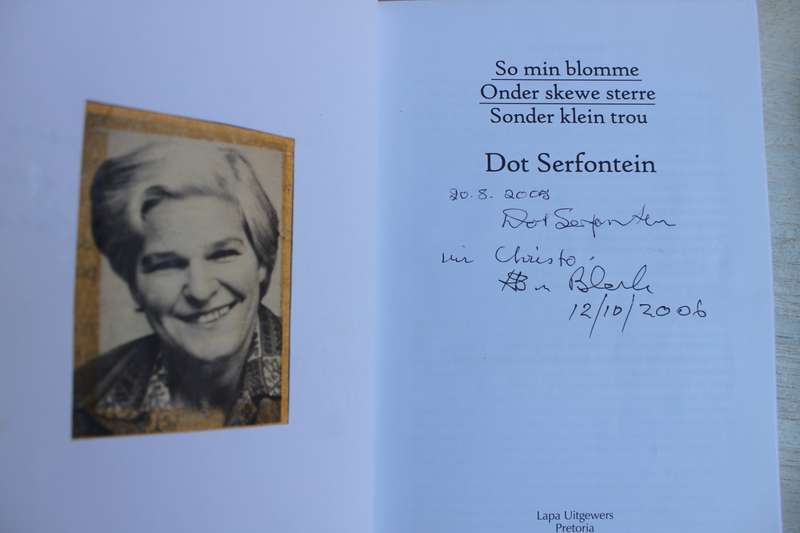 So min blomme
Onder skewe sterre
Sonder klein trou
Dot Serfontein
20.8.2008
Dot Serfontein
vir Christo.
12/10/2006
Lapa Uitgewers
Pretoria